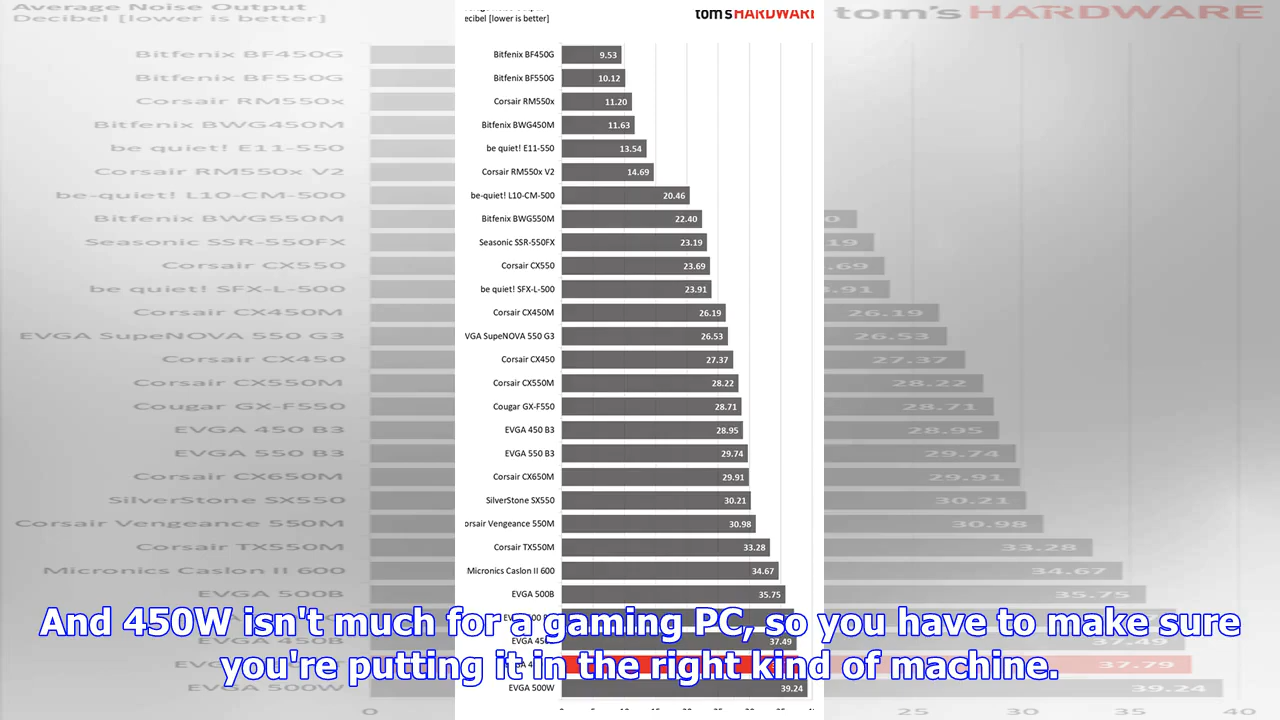 Average Noise Output
Decibel [lower is better]
tom's HARDWARE
ecibel [lower is better]
tom's HARDWARE
Bitfenix BF450G 9.53
Bitfenix BF550G 10.12
Corsair RM550x 11.20
Bitfenix BWG450M 11.63
be quiet! E11-550 13.54
Corsair RM550x V2 14.69
be-quiet! L10-CM-500 20.46
Bitfenix BWG550M 22.40
Seasonic SSR-550FX 23.19
Corsair CX550 23.69
be quiet! SFX-L-500 23.91
Corsair CX450M 26.19
VGA SupeNOVA 550 G3 26.53
Corsair CX450 27.37
Corsair CX550M 28.22
Cougar GX-F550 28.71
EVGA 450 B3 28.95
EVGA 550 B3 29.74
Corsair CX650M 29.91
SilverStone SX550 30.21
orsair Vengeance 550M 30.98
Corsair TX550M 33.28
Micronics Caslon II 600 34.67
EVGA 500B 35.75
And 450W isn't much for a gaming PC, so you have to make sure
37.49
you're putting it in the right kind of machine.
37.79
EVGA 500W 39.24
0 25 30 35 40